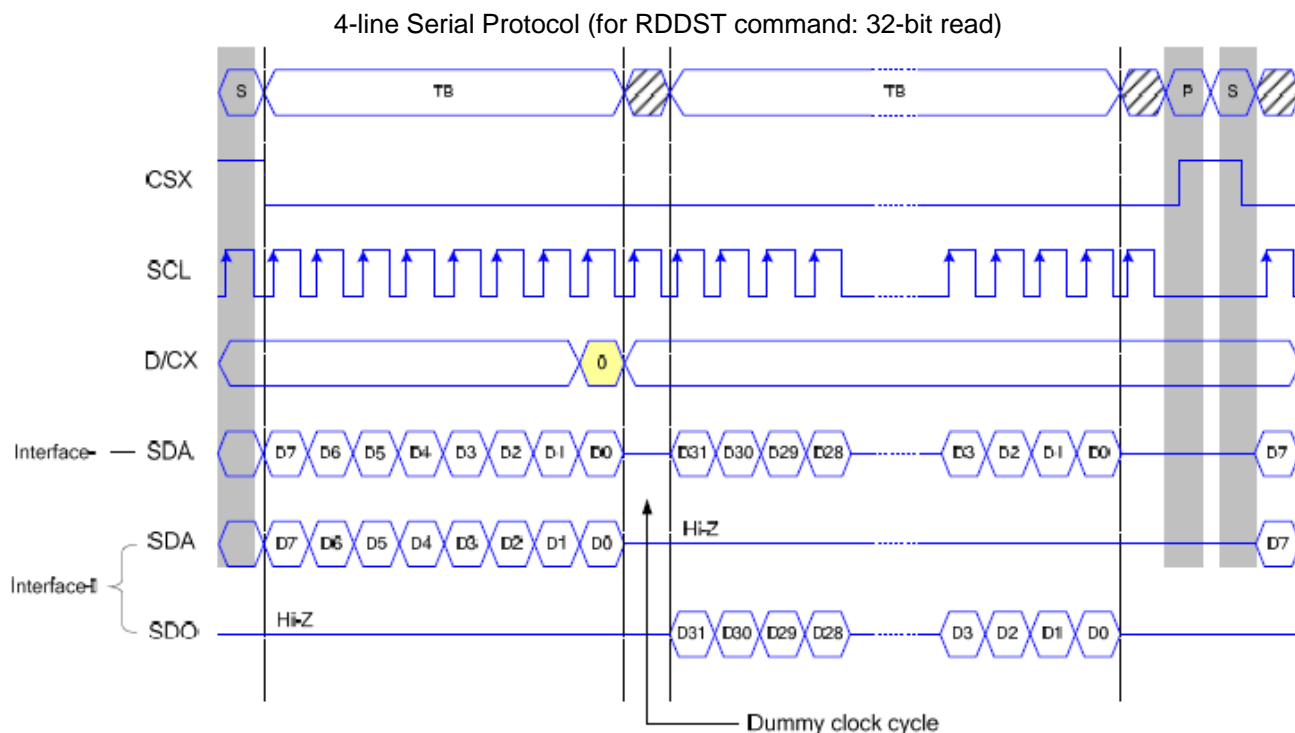 4-line Serial Protocol (for RDDST command: 32-bit read)
S TB TB P S
CSX
SCL
D/CX 0
Interface-I SDA D7 D6 D5 D4 D3 D2 D1 D0 D31 D30 D29 D28 D3 D2 D1 D0 D7
SDA D7 D6 D5 D4 D3 D2 D1 D0 Hi-Z D7
Interface-II
SDO Hi-Z D31 D30 D29 D28 D3 D2 D1 D0
Dummy clock cycle